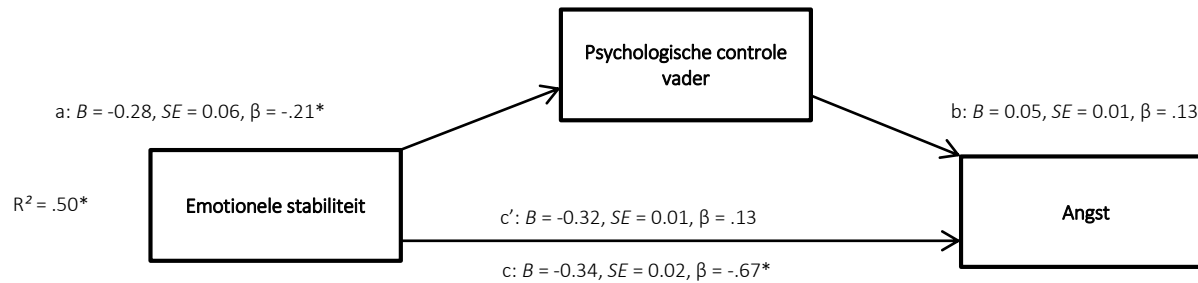 Psychologische controle
vader
a: B = -0.28, SE = 0.06, β = -.21*
b: B = 0.05, SE = 0.01, β = .13
R² = .50*
Emotionele stabiliteit
c’: B = -0.32, SE = 0.01, β = .13
Angst
c: B = -0.34, SE = 0.02, β = -.67*